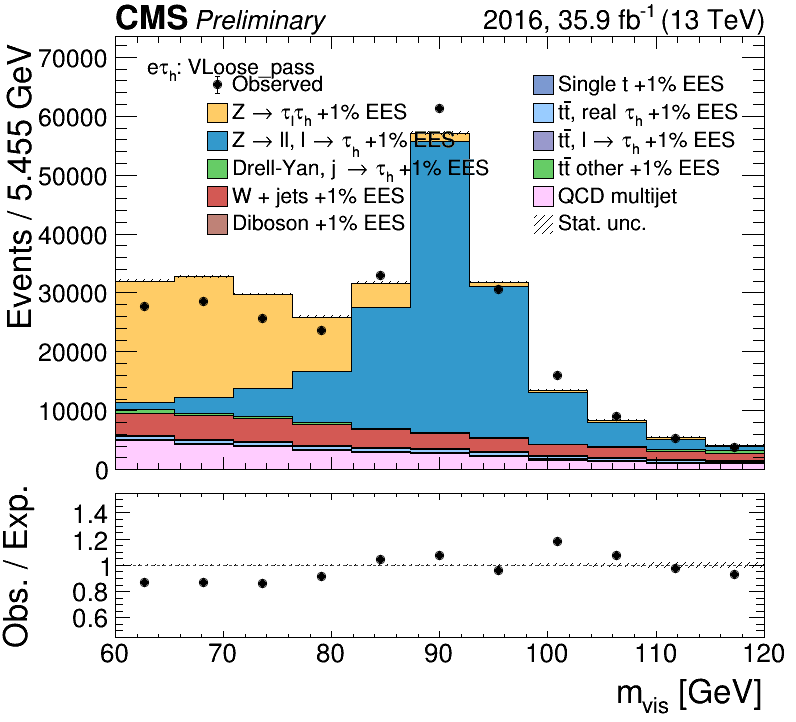 CMS Preliminary 2016, 35.9 fb⁻¹ (13 TeV)
Events / 5.455 GeV
70000
60000
50000
40000
30000
20000
10000
0
eτₕ: VLoose_pass
Observed
Z → τₗτₕ +1% EES
Z → ll, l → τₕ +1% EES
Drell-Yan, j → τₕ +1% EES
W + jets +1% EES
Diboson +1% EES
Single t +1% EES
tt̄, real τₕ +1% EES
tt̄, l → τₕ +1% EES
tt̄ other +1% EES
QCD multijet
Stat. unc.
Obs. / Exp.
1.4
1.2
1
0.8
0.6
60 70 80 90 100 110 120
m_vis [GeV]